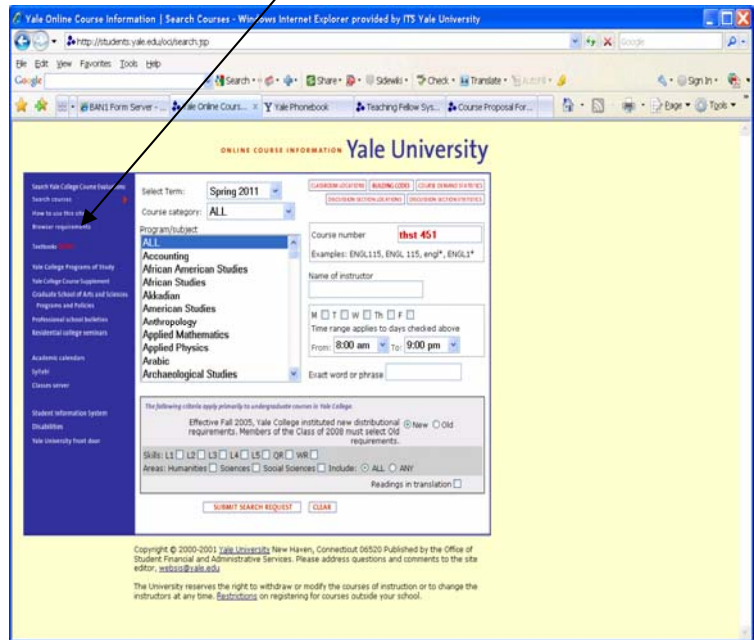 Yale Online Course Information | Search Courses - Windows Internet Explorer provided by ITS Yale University
http://students.yale.edu/oci/search.jsp
Google
File Edit View Favorites Tools Help
Google
Search
Share
Sidewiki
Check
Translate
Sign In
BAN1 Form Server - ...
Yale Online Cours...
Yale Phonebook
Teaching Fellow Sys...
Course Proposal For...
Page
Tools
ONLINE COURSE INFORMATION Yale University
Search Yale College Course Evaluations
Search courses
How to use this site
Browser requirements
Textbooks
Yale College Programs of Study
Yale College Course Supplement
Graduate School of Arts and Sciences
Programs and Policies
Professional school bulletins
Residential college seminars
Academic calendars
Syllabi
Classes server
Student Information System
Disabilities
Yale University front door
Select Term: Spring 2011
Course category: ALL
Program/subject
ALL
Accounting
African American Studies
African Studies
Akkadian
American Studies
Anthropology
Applied Mathematics
Applied Physics
Arabic
Archaeological Studies
CLASSROOM LOCATIONS
BUILDING CODES
COURSE DEMAND STATISTICS
DISCUSSION SECTION LOCATIONS
DISCUSSION SECTION STATISTICS
Course number thst 451
Examples: ENGL115, ENGL 115, engl*, ENGL1*
Name of instructor
M T W Th F
Time range applies to days checked above
From: 8:00 am To: 9:00 pm
Exact word or phrase
The following criteria apply primarily to undergraduate courses in Yale College.
Effective Fall 2005, Yale College instituted new distributional
requirements. Members of the Class of 2008 must select Old
requirements.
New Old
Skills: L1 L2 L3 L4 L5 QR WR
Areas: Humanities Sciences Social Sciences Include: ALL ANY
Readings in translation
SUBMIT SEARCH REQUEST CLEAR
Copyright © 2000-2001 Yale University New Haven, Connecticut 06520 Published by the Office of
Student Financial and Administrative Services. Please address questions and comments to the site
editor, websis@yale.edu
The University reserves the right to withdraw or modify the courses of instruction or to change the
instructors at any time. Restrictions on registering for courses outside your school.